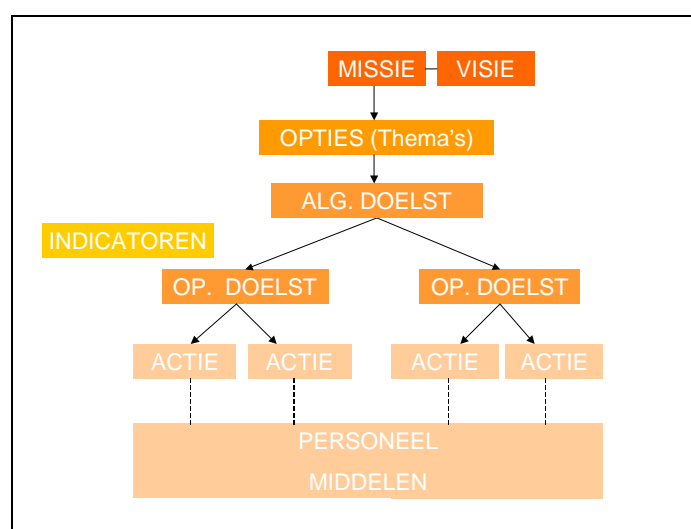 MISSIE VISIE
OPTIES (Thema's)
ALG. DOELST
INDICATOREN
OP. DOELST OP. DOELST
ACTIE ACTIE ACTIE ACTIE
PERSONEEL
MIDDELEN